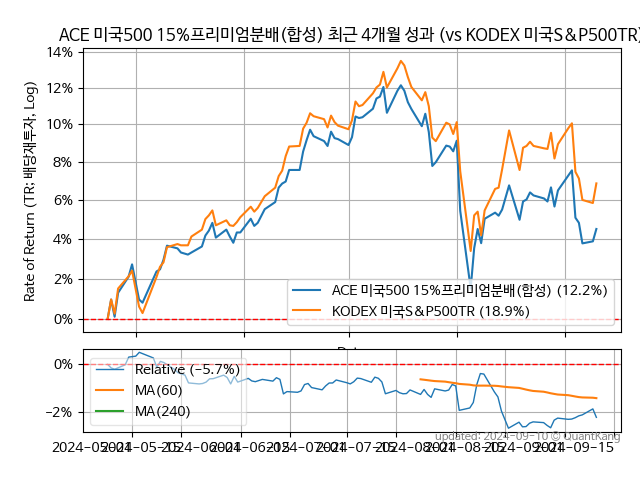 ACE 미국500 15%프리미엄분배(합성) 최근 4개월 성과 (vs KODEX 미국S&P500TR)
Rate of Return (TR: 배당재투자, Log)
14%
12%
10%
8%
6%
4%
2%
0%
ACE 미국500 15%프리미엄분배(합성) (12.2%)
KODEX 미국S&P500TR (18.9%)
0%
−2%
Relative (−5.7%)
MA(60)
MA(240)
updated: 2024-09-10 © QuantKang